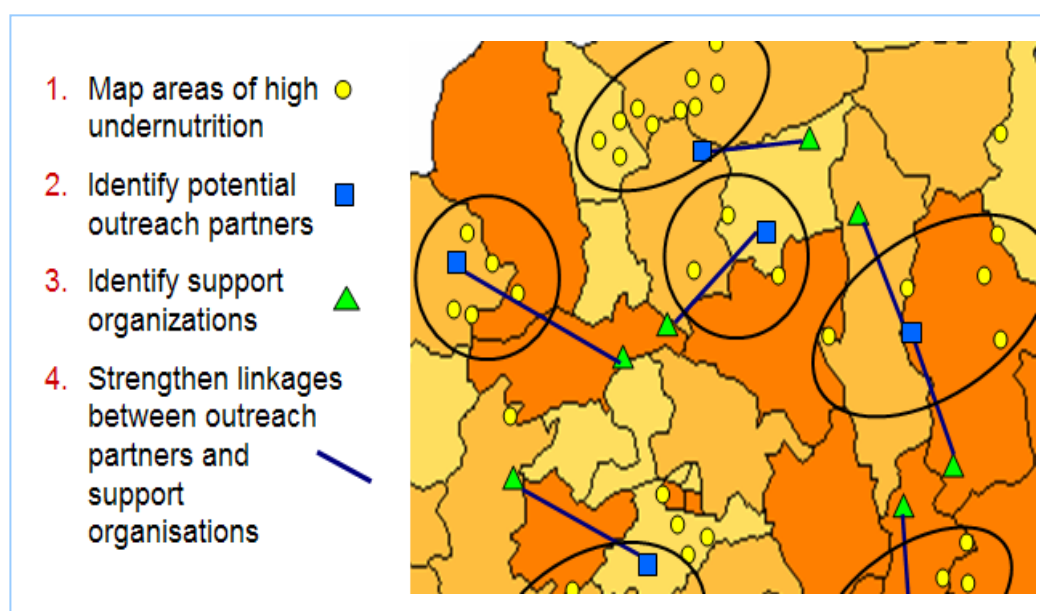 1. Map areas of high
undernutrition
2. Identify potential
outreach partners
3. Identify support
organizations
4. Strengthen linkages
between outreach
partners and
support
organisations